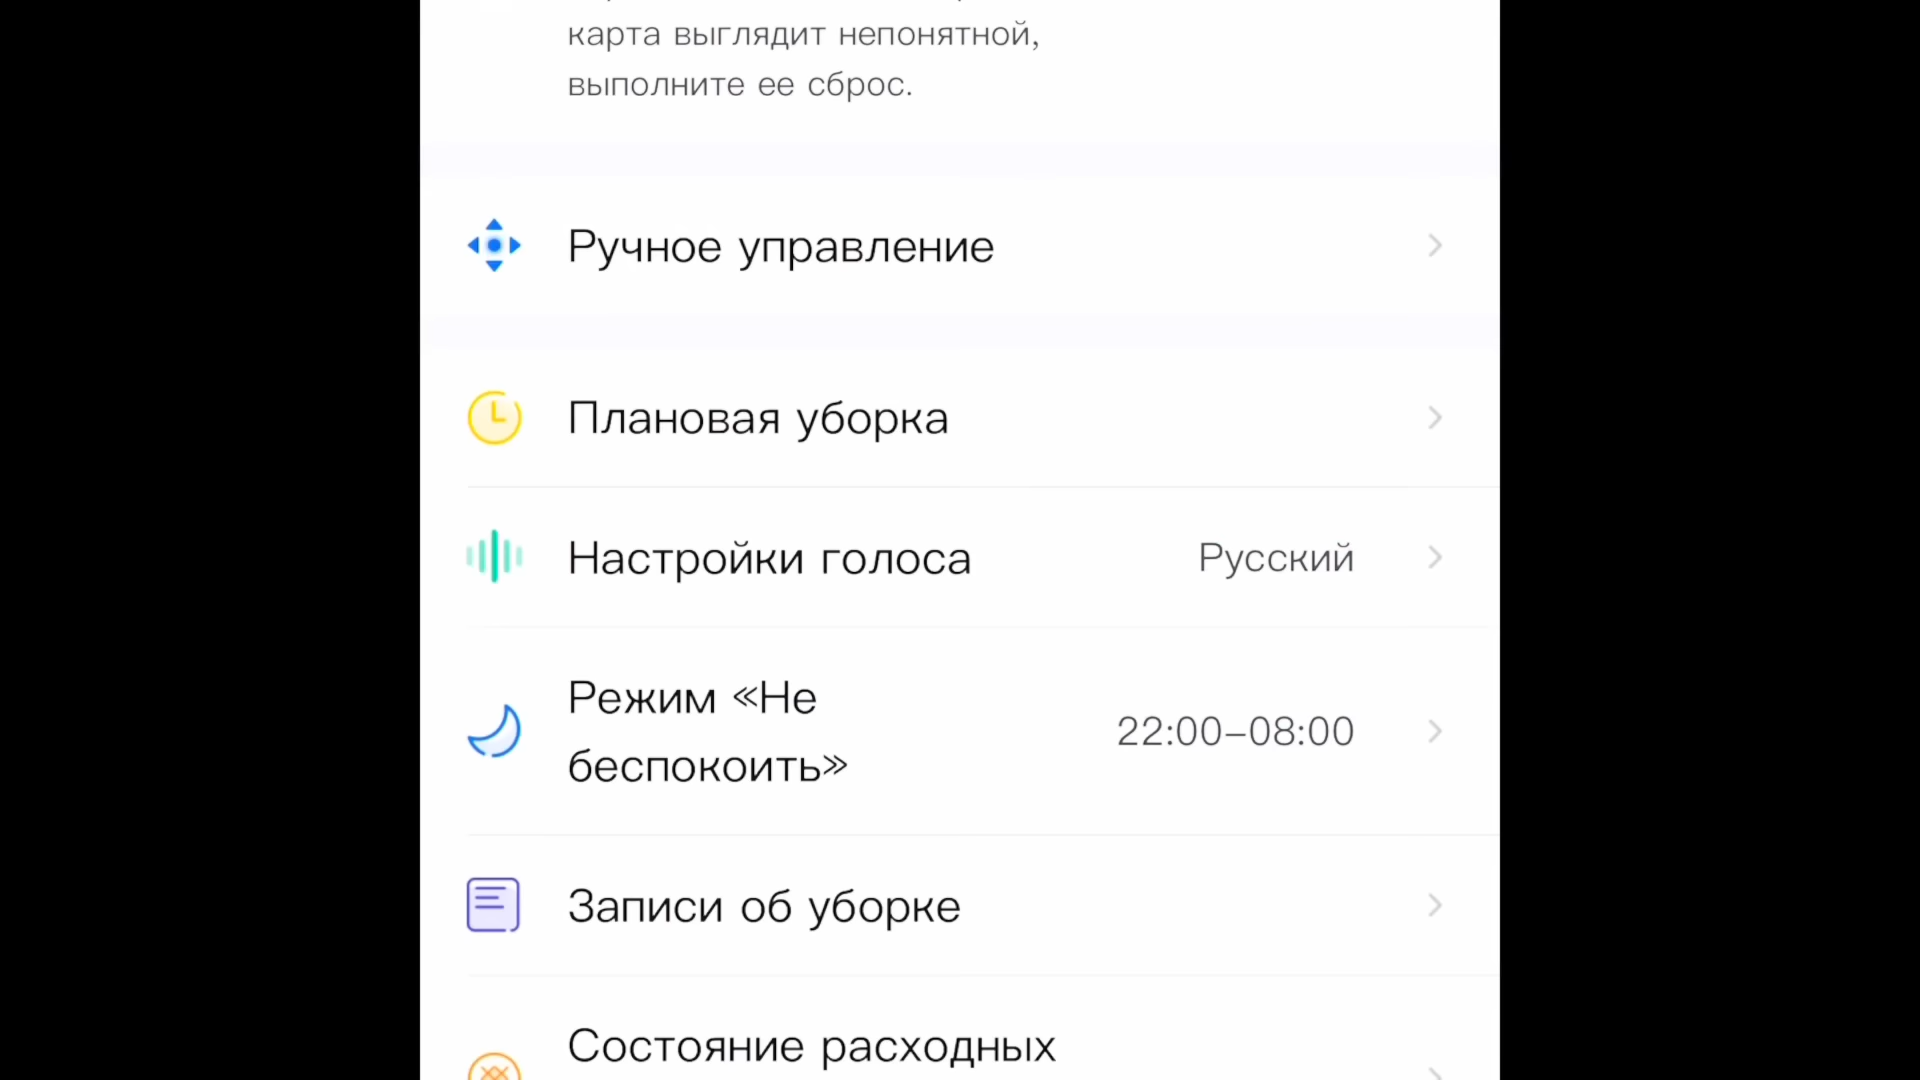 карта выглядит непонятной,
выполните ее сброс.
Ручное управление
Плановая уборка
Настройки голоса
Русский
Режим «Не
беспокоить»
22:00–08:00
Записи об уборке
Состояние расходных